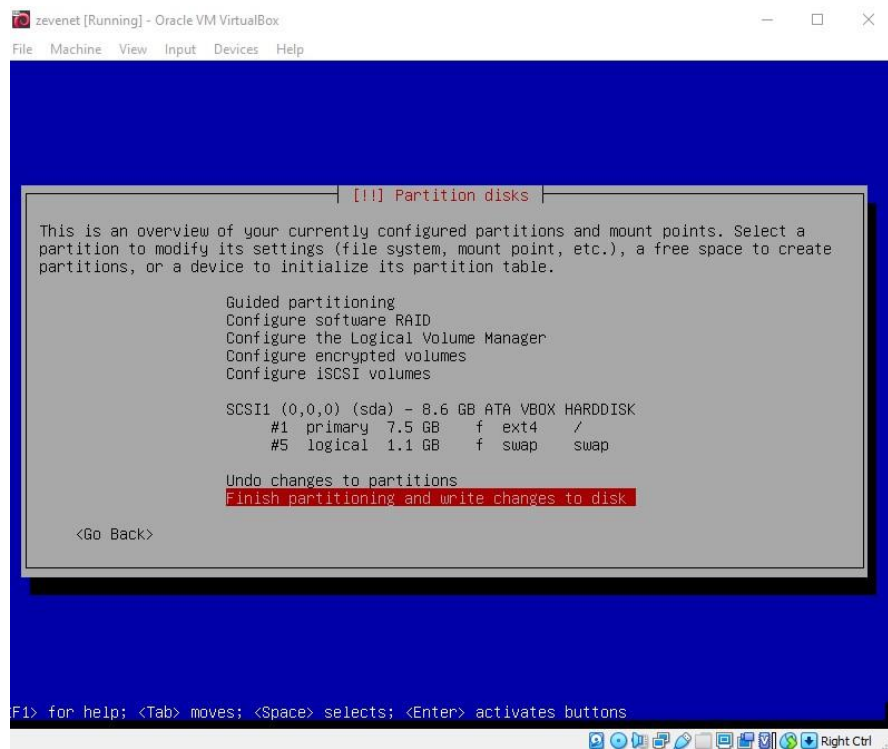 zevenet [Running] - Oracle VM VirtualBox
File Machine View Input Devices Help
[!!] Partition disks
This is an overview of your currently configured partitions and mount points. Select a
partition to modify its settings (file system, mount point, etc.), a free space to create
partitions, or a device to initialize its partition table.
Guided partitioning
Configure software RAID
Configure the Logical Volume Manager
Configure encrypted volumes
Configure iSCSI volumes
SCSI1 (0,0,0) (sda) - 8.6 GB ATA VBOX HARDDISK
#1 primary 7.5 GB f ext4 /
#5 logical 1.1 GB f swap swap
Undo changes to partitions
Finish partitioning and write changes to disk
<Go Back>
F1> for help; <Tab> moves; <Space> selects; <Enter> activates buttons
Right Ctrl